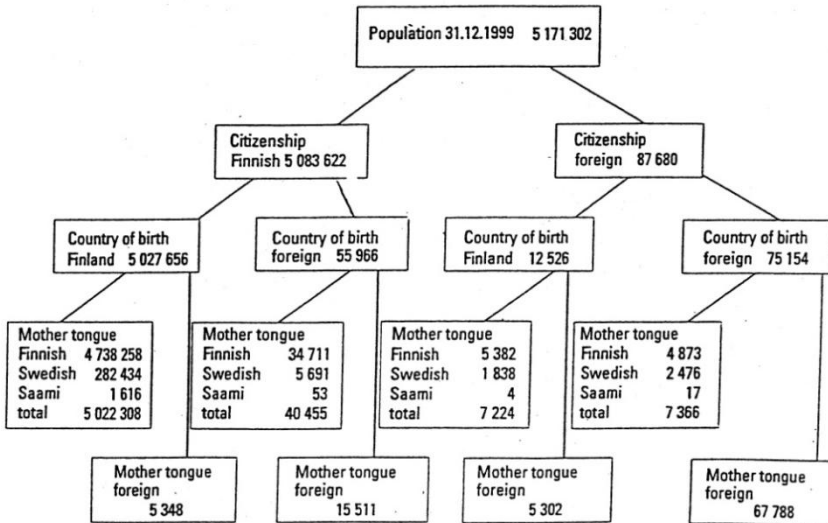 Population 31.12.1999 5 171 302
Citizenship
Finnish 5 083 622
Citizenship
foreign 87 680
Country of birth
Finland 5 027 656
Country of birth
foreign 55 966
Country of birth
Finland 12 526
Country of birth
foreign 75 154
Mother tongue
Finnish 4 738 258
Swedish 282 434
Saami 1 616
total 5 022 308
Mother tongue
Finnish 34 711
Swedish 5 691
Saami 53
total 40 455
Mother tongue
Finnish 5 382
Swedish 1 838
Saami 4
total 7 224
Mother tongue
Finnish 4 873
Swedish 2 476
Saami 17
total 7 366
Mother tongue
foreign
5 348
Mother tongue
foreign
15 511
Mother tongue
foreign
5 302
Mother tongue
foreign
67 788